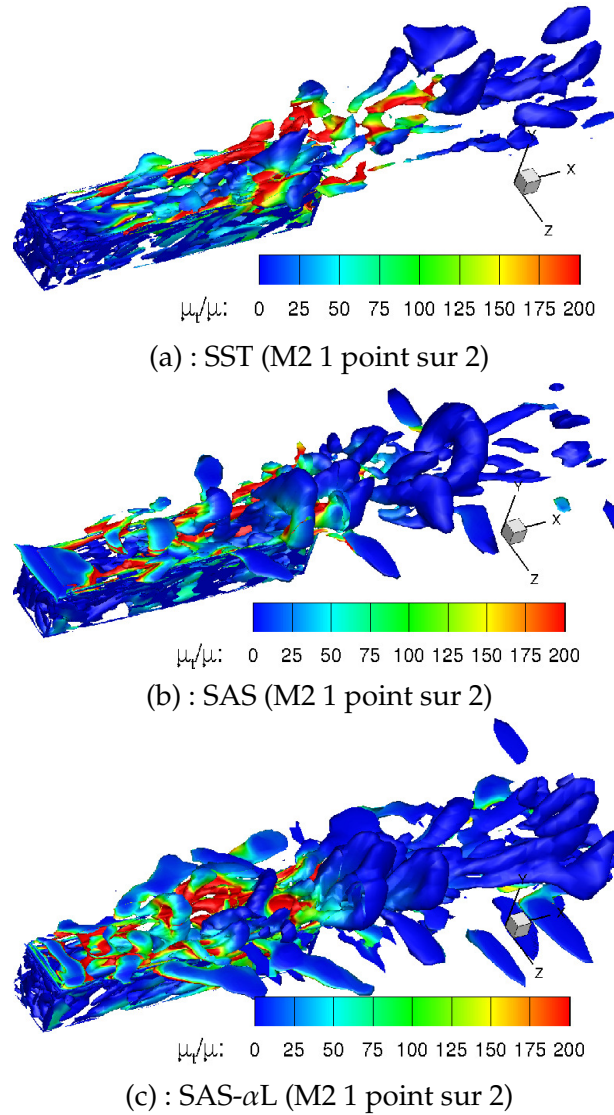 Y
X
Z
μt/μ: 0 25 50 75 100 125 150 175 200
(a) : SST (M2 1 point sur 2)
Y
X
Z
μt/μ: 0 25 50 75 100 125 150 175 200
(b) : SAS (M2 1 point sur 2)
Y
X
Z
μt/μ: 0 25 50 75 100 125 150 175 200
(c) : SAS-αL (M2 1 point sur 2)